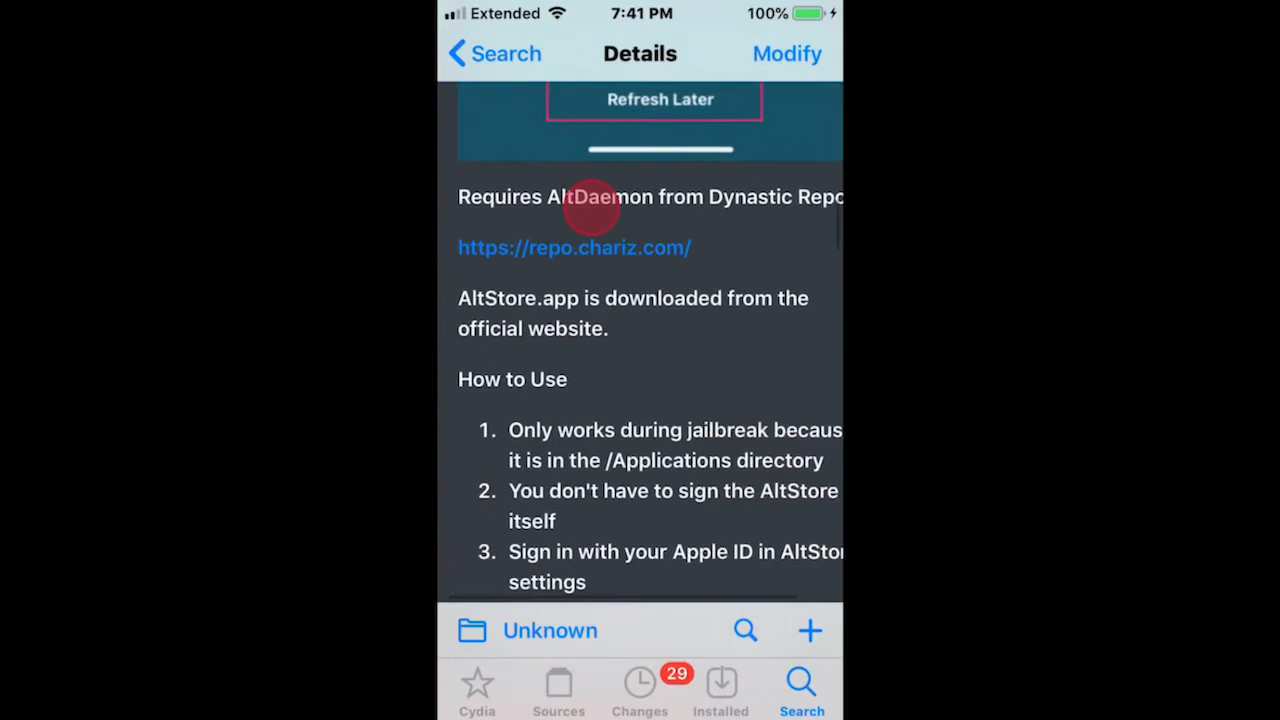 Extended 7:41 PM 100%
Search Details Modify
Refresh Later
Requires AltDaemon from Dynastic Repo
https://repo.chariz.com/
AltStore.app is downloaded from the
official website.
How to Use
1. Only works during jailbreak becaus
it is in the /Applications directory
2. You don't have to sign the AltStore
itself
3. Sign in with your Apple ID in AltStor
settings
Unknown
29
Cydia Sources Changes Installed Search